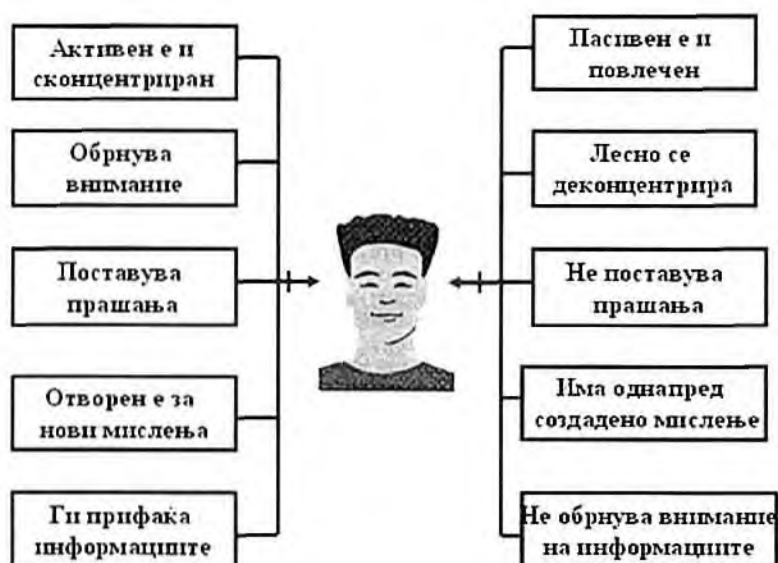 Активен е и
сконцентриран
Обрнува
внимание
Поставува
прашања
Отворен е за
нови мислења
Ги прифаќа
информациите
Пасивен е и
повлечен
Лесно се
деконцентрира
Не поставува
прашања
Има однапред
создадено мислење
Не обрнува внимание
на информациите